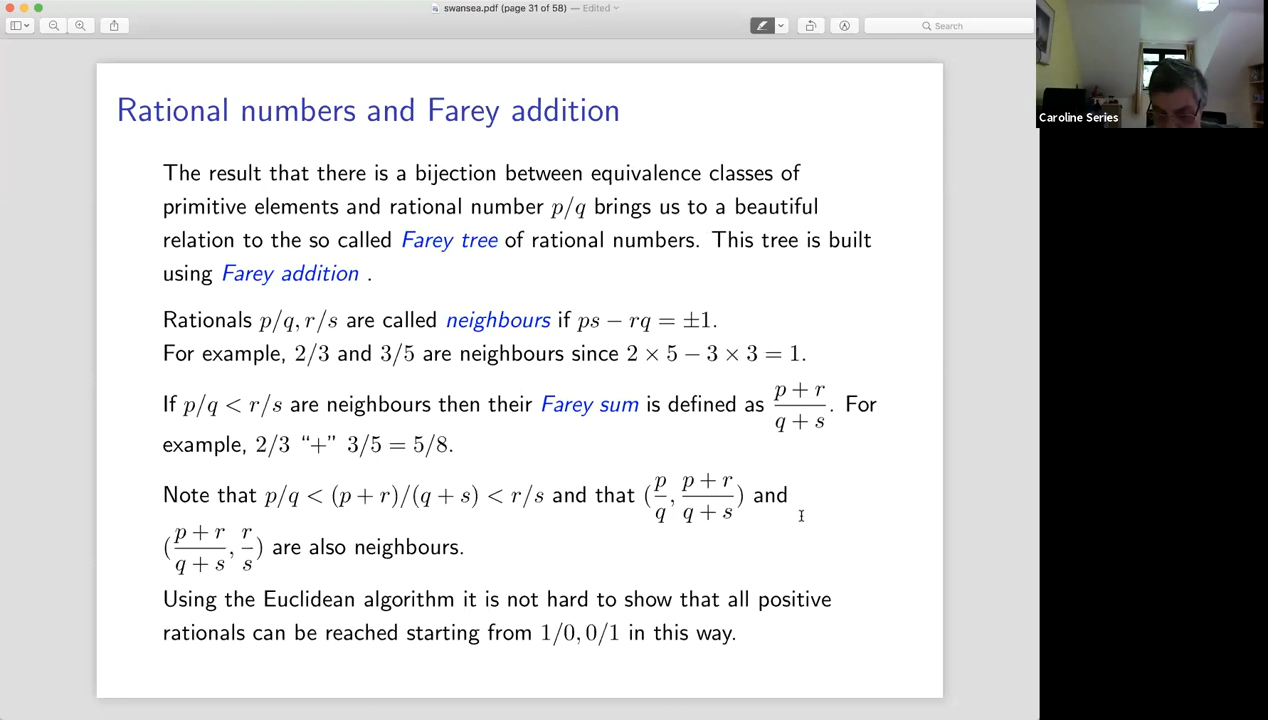 swansea.pdf (page 31 of 58) — Edited
Search
Caroline Series
Rational numbers and Farey addition
The result that there is a bijection between equivalence classes of
primitive elements and rational number p/q brings us to a beautiful
relation to the so called Farey tree of rational numbers. This tree is built
using Farey addition .
Rationals p/q, r/s are called neighbours if ps − rq = ±1.
For example, 2/3 and 3/5 are neighbours since 2 × 5 − 3 × 3 = 1.
If p/q < r/s are neighbours then their Farey sum is defined as (p + r)/(q + s). For
example, 2/3 “+” 3/5 = 5/8.
Note that p/q < (p + r)/(q + s) < r/s and that (p/q, (p + r)/(q + s)) and
((p + r)/(q + s), r/s) are also neighbours.
Using the Euclidean algorithm it is not hard to show that all positive
rationals can be reached starting from 1/0, 0/1 in this way.